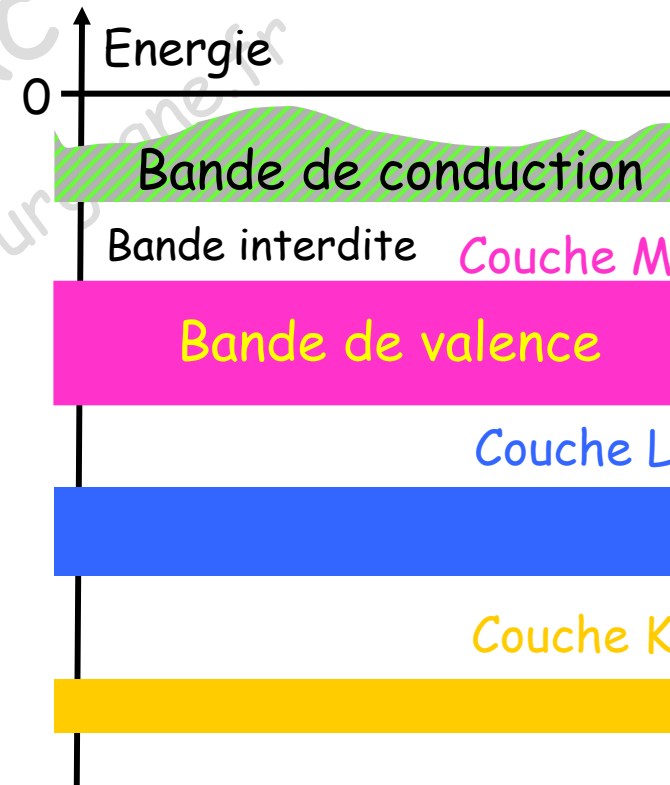 Energie
0
Bande de conduction
Bande interdite
Couche M
Bande de valence
Couche L
Couche K